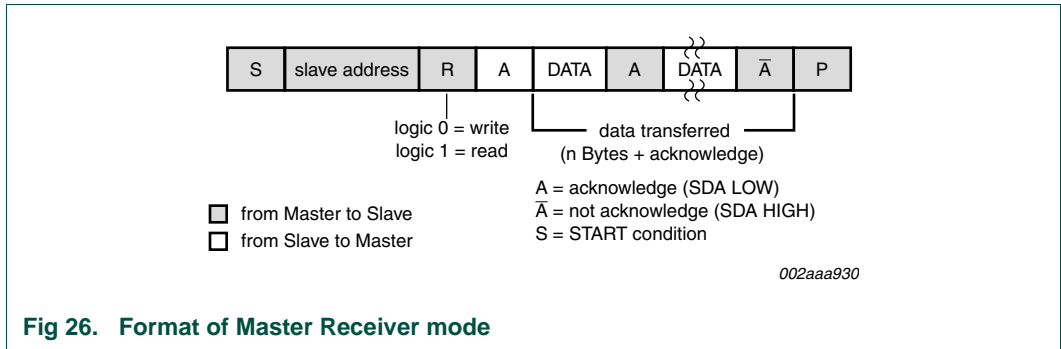 S slave address R A DATA A DATA A̅ P
logic 0 = write
logic 1 = read
data transferred
(n Bytes + acknowledge)
A = acknowledge (SDA LOW)
A̅ = not acknowledge (SDA HIGH)
S = START condition
from Master to Slave
from Slave to Master
002aaa930
Fig 26. Format of Master Receiver mode